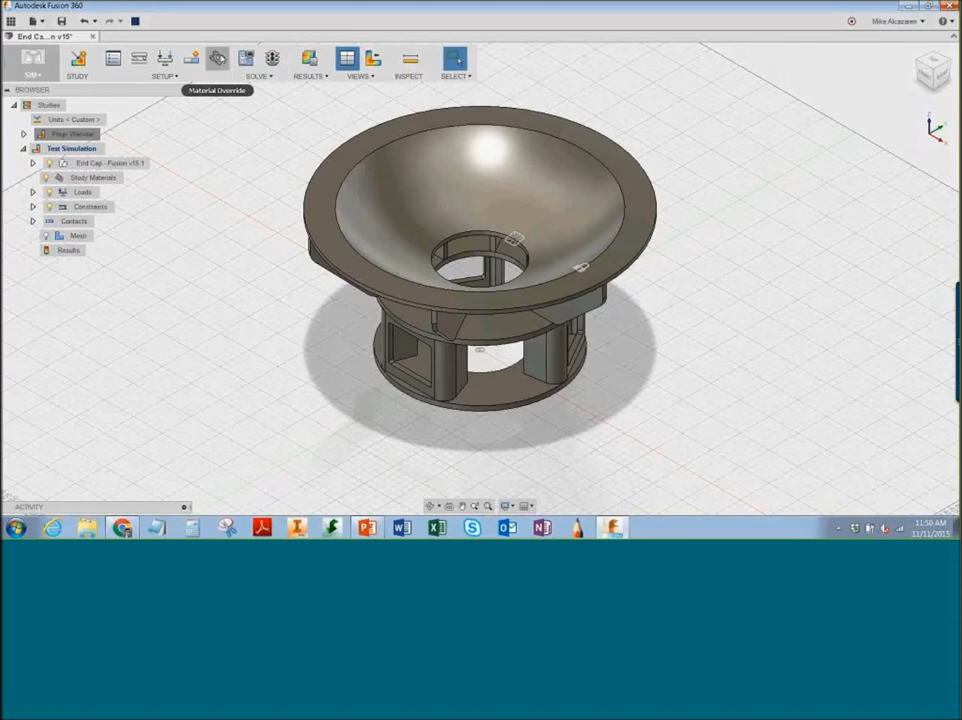 Autodesk Fusion 360
Mike Alcazaren
End Ca...n v15*
SIM
STUDY
SETUP
SOLVE
RESULTS
VIEWS
INSPECT
SELECT
BROWSER
Material Override
Studies
Units < Custom >
Test Simulation
End Cap - Fusion v15:1
Study Materials
Loads
Constraints
Contacts
Mesh
Results
ACTIVITY
11:50 AM
11/11/2015